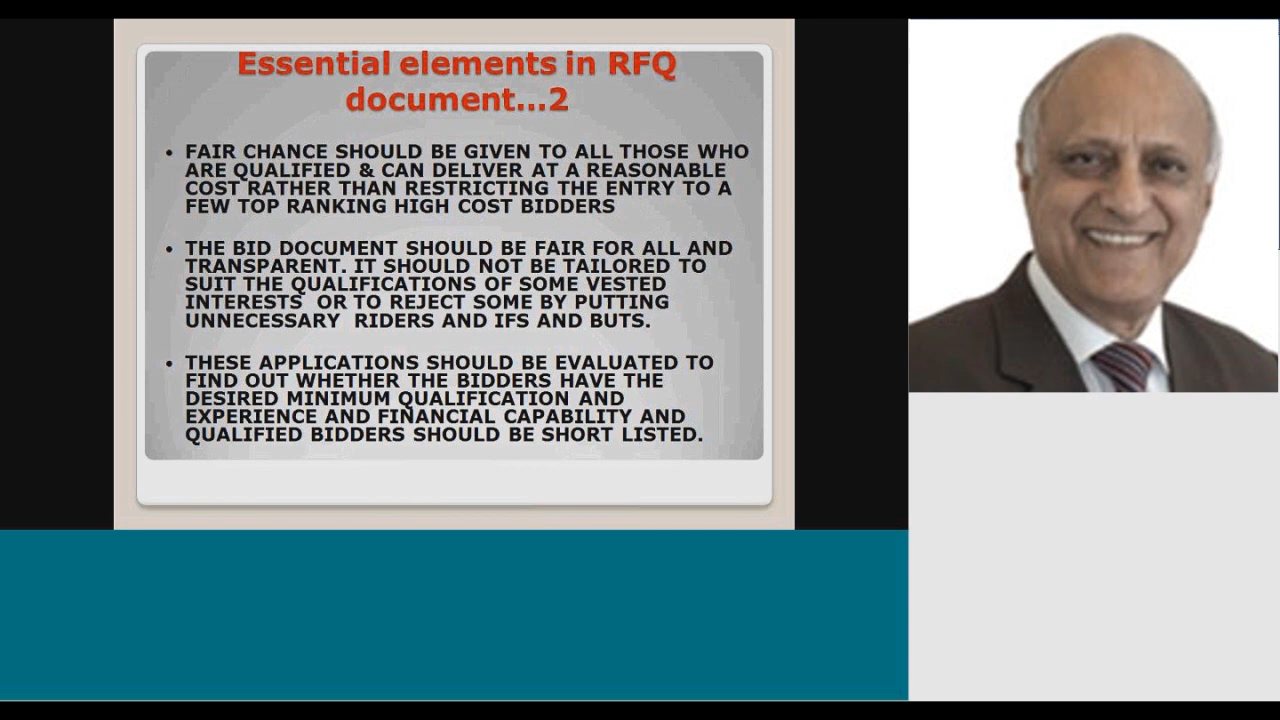 Essential elements in RFQ
document...2
• FAIR CHANCE SHOULD BE GIVEN TO ALL THOSE WHO
ARE QUALIFIED & CAN DELIVER AT A REASONABLE
COST RATHER THAN RESTRICTING THE ENTRY TO A
FEW TOP RANKING HIGH COST BIDDERS
• THE BID DOCUMENT SHOULD BE FAIR FOR ALL AND
TRANSPARENT. IT SHOULD NOT BE TAILORED TO
SUIT THE QUALIFICATIONS OF SOME VESTED
INTERESTS OR TO REJECT SOME BY PUTTING
UNNECESSARY RIDERS AND IFS AND BUTS.
• THESE APPLICATIONS SHOULD BE EVALUATED TO
FIND OUT WHETHER THE BIDDERS HAVE THE
DESIRED MINIMUM QUALIFICATION AND
EXPERIENCE AND FINANCIAL CAPABILITY AND
QUALIFIED BIDDERS SHOULD BE SHORT LISTED.